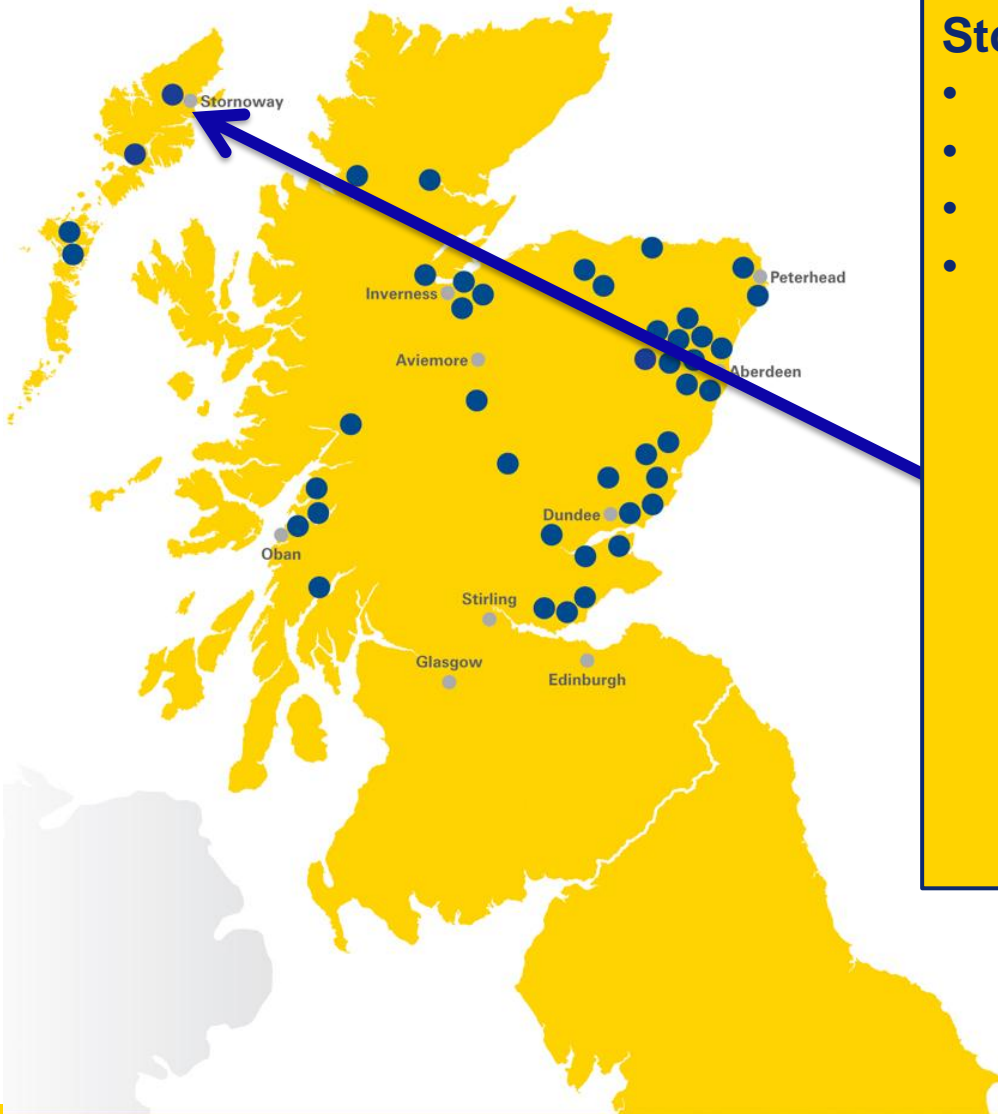 Sto
•
•
•
•
Stornoway
Peterhead
Inverness
Aviemore
Aberdeen
Dundee
Oban
Stirling
Glasgow
Edinburgh